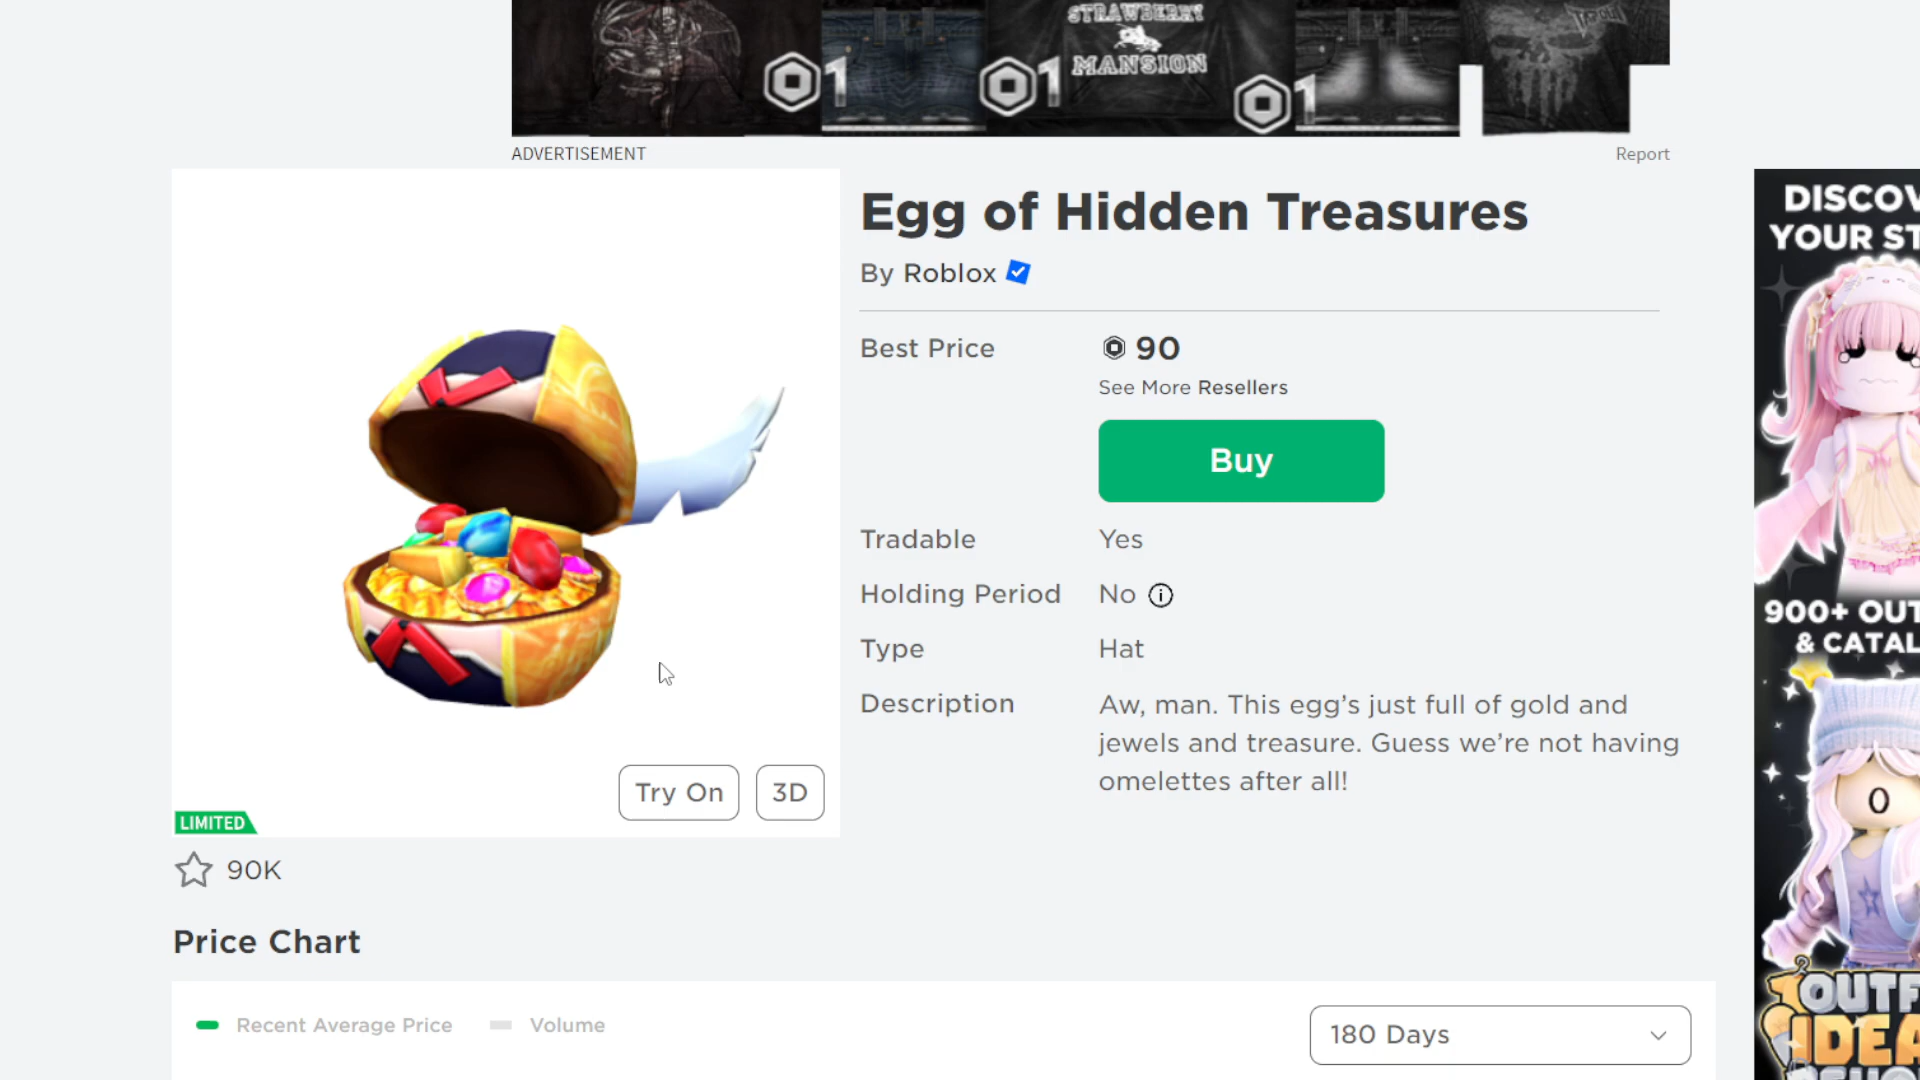 STRAWBERRY
MANSION
TAPOUT
1
1
1
ADVERTISEMENT
Report
Egg of Hidden Treasures
By Roblox
Best Price
90
See More Resellers
Buy
Tradable
Yes
Holding Period
No
Type
Hat
Description
Aw, man. This egg’s just full of gold and
jewels and treasure. Guess we’re not having
omelettes after all!
Try On
3D
LIMITED
90K
Price Chart
Recent Average Price
Volume
180 Days
DISCOV
YOUR ST
900+ OUT
& CATAL
OUTF
IDEA